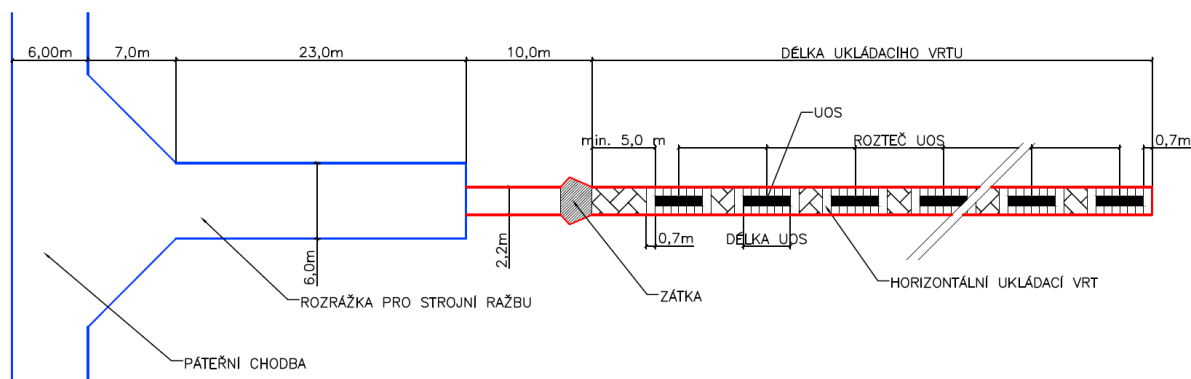 6,00m
7,0m
23,0m
10,0m
DÉLKA UKLÁDACÍHO VRTU
UOS
min. 5,0 m
ROZTEČ UOS
0,7m
6,0m
2,2m
0,7m
DÉLKA UOS
HORIZONTÁLNÍ UKLÁDACÍ VRT
ZÁTKA
ROZRÁŽKA PRO STROJNÍ RAŽBU
PÁTEŘNÍ CHODBA